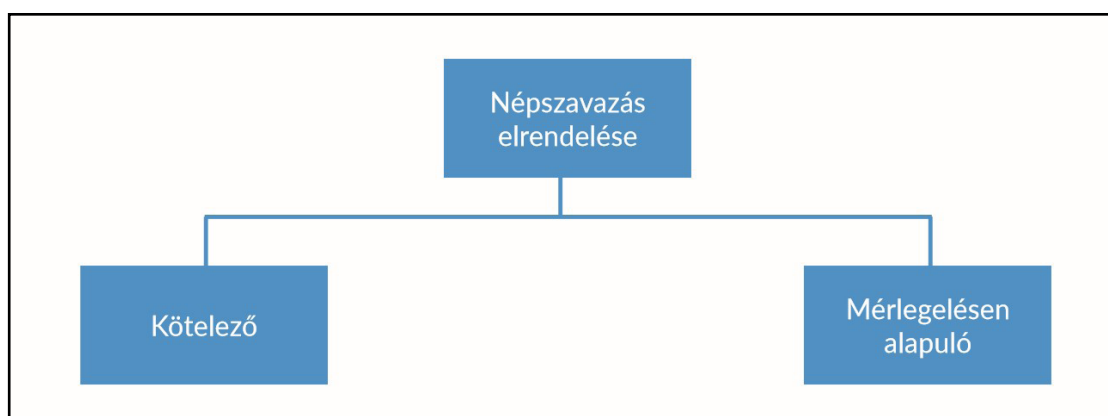 Népszavazás
elrendelése
Kötelező
Mérlegelésen
alapuló